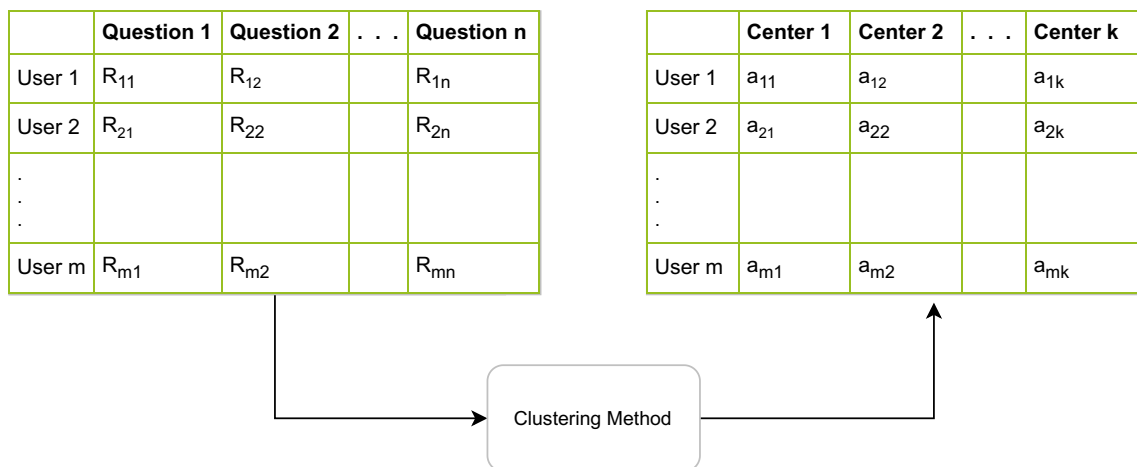 Question 1 Question 2 . . . Question n
User 1 R11 R12 R1n
User 2 R21 R22 R2n
.
.
.
User m Rm1 Rm2 Rmn
Center 1 Center 2 . . . Center k
User 1 a11 a12 a1k
User 2 a21 a22 a2k
.
.
.
User m am1 am2 amk
Clustering Method